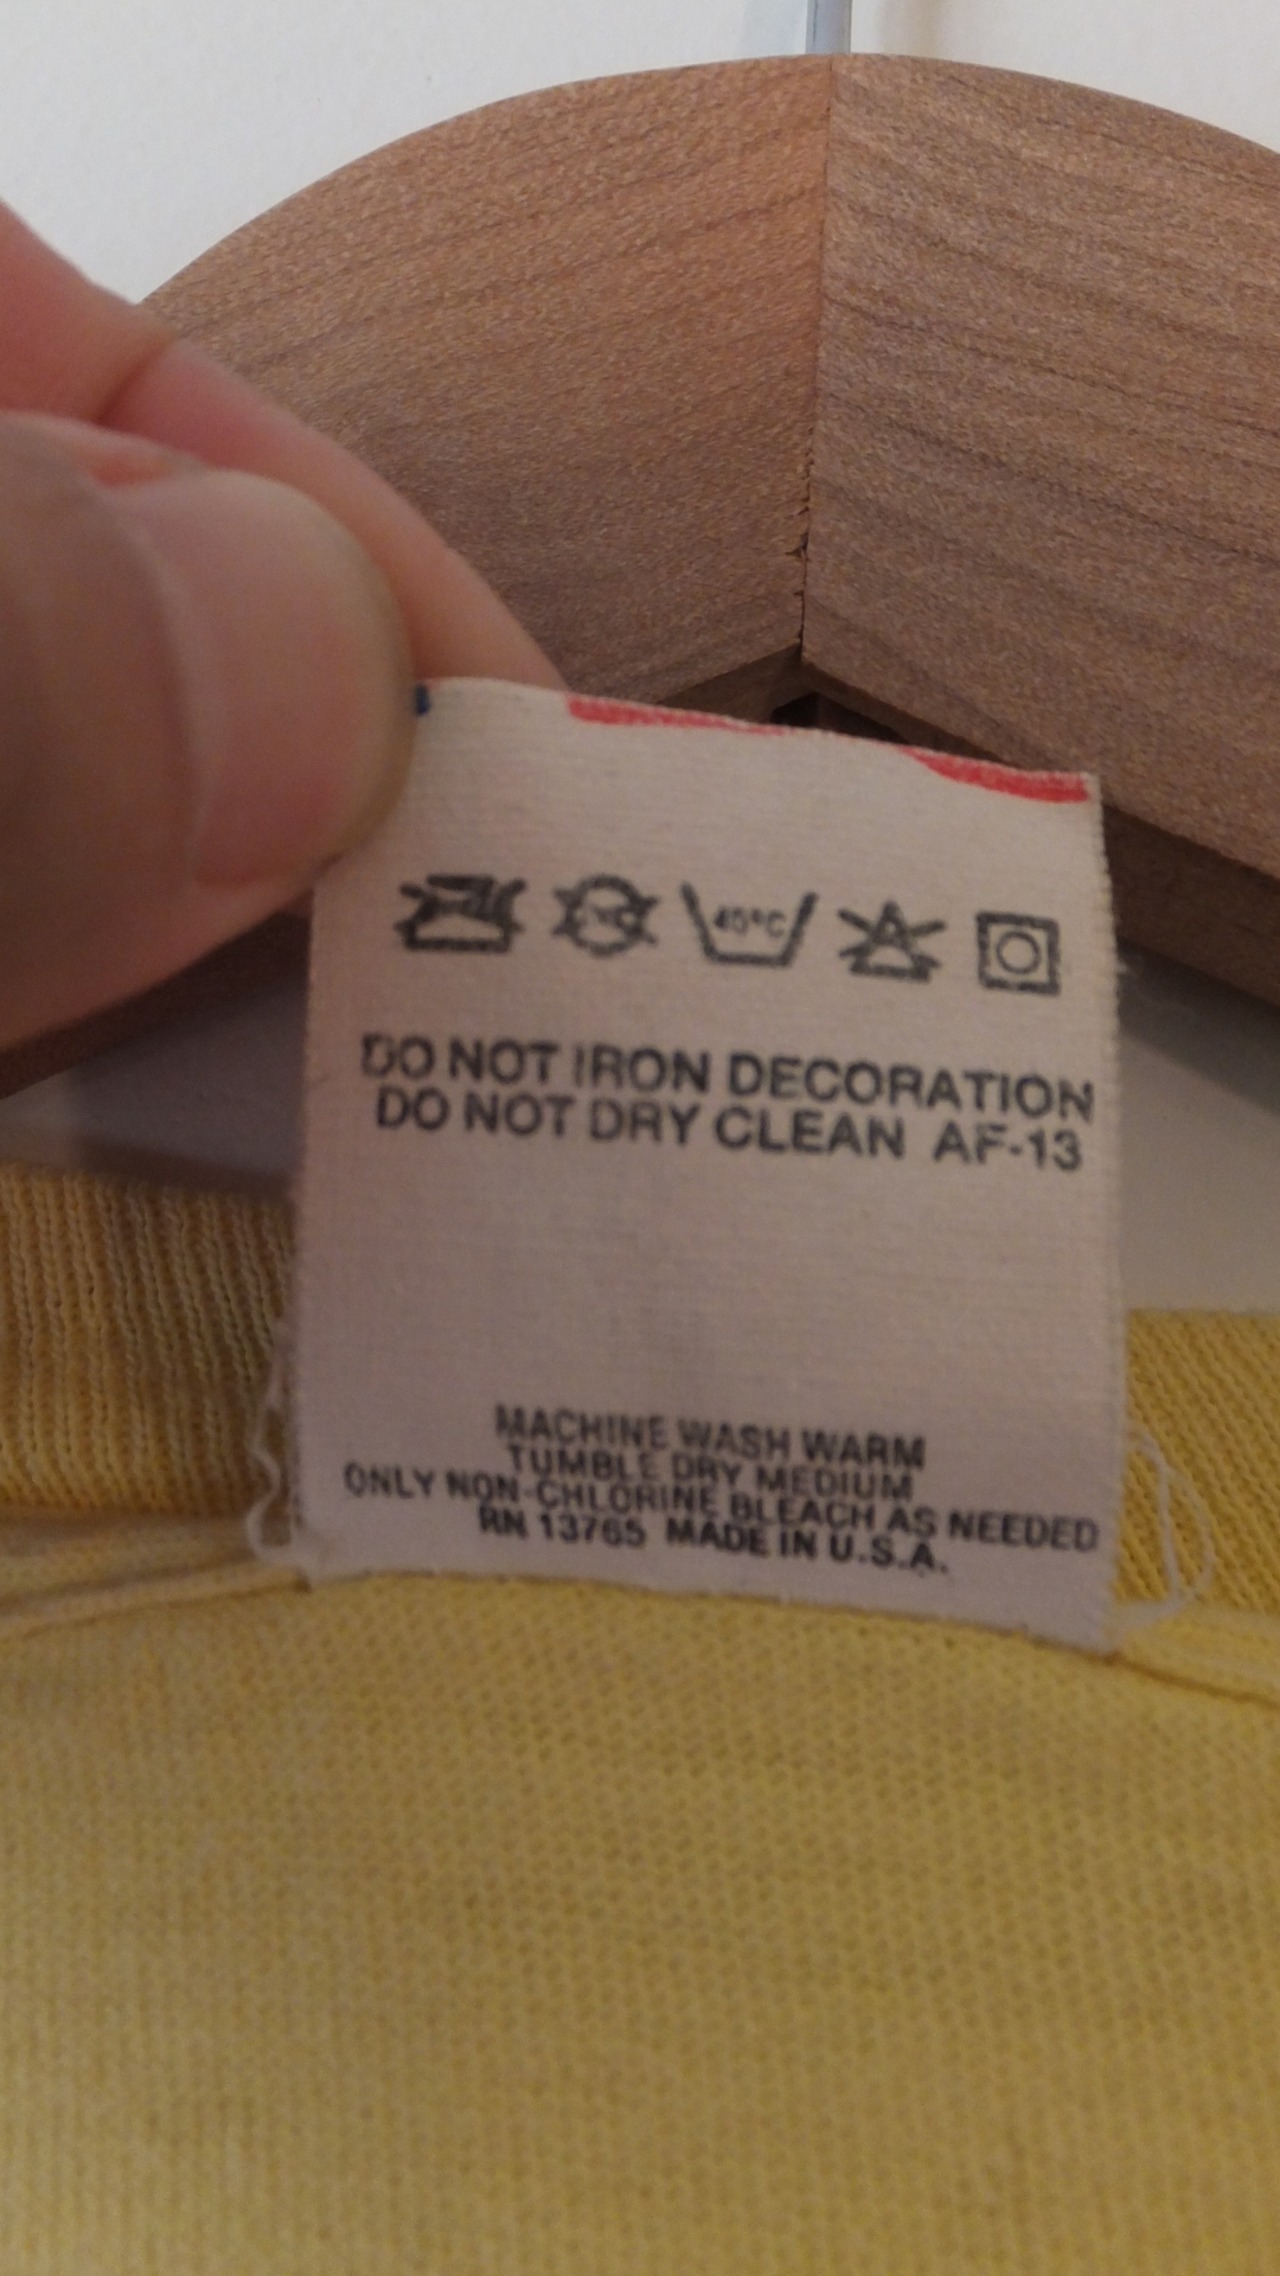 40°C
DO NOT IRON DECORATION
DO NOT DRY CLEAN AF-13
MACHINE WASH WARM
TUMBLE DRY MEDIUM
ONLY NON-CHLORINE BLEACH AS NEEDED
RN 13765 MADE IN U.S.A.